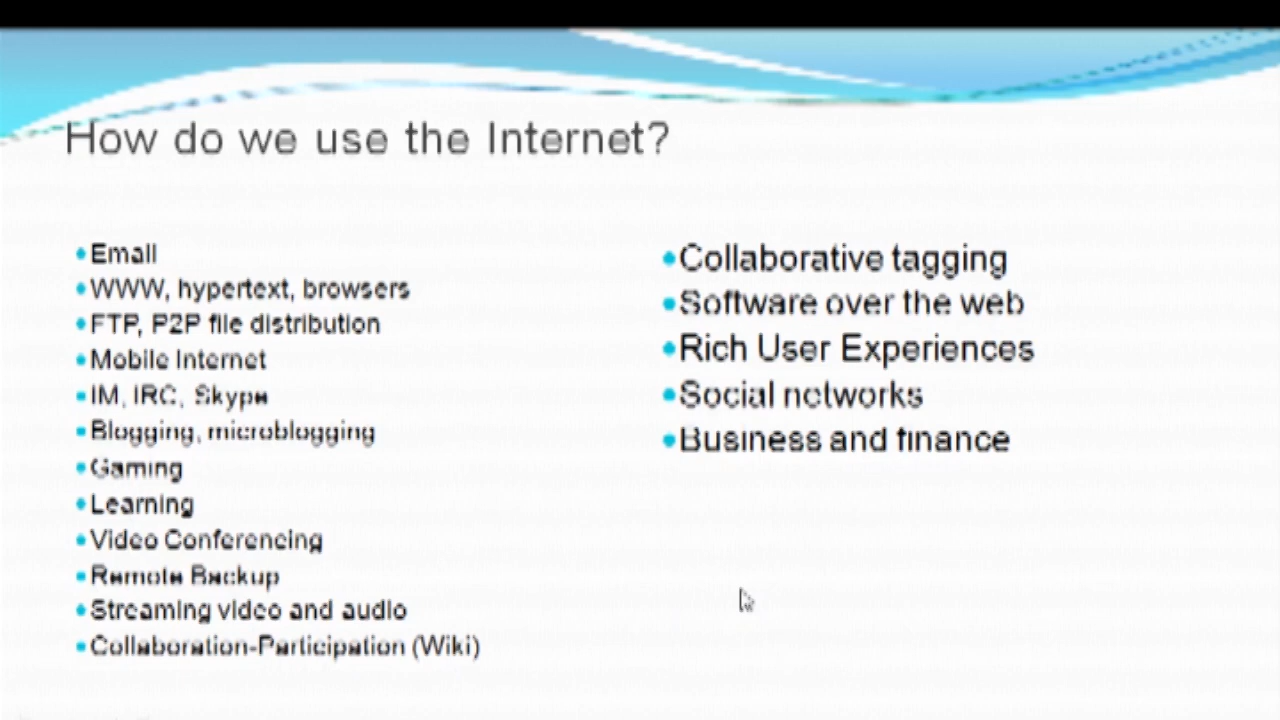 How do we use the Internet?
•Email
•WWW, hypertext, browsers
•FTP, P2P file distribution
•Mobile Internet
•IM, IRC, Skype
•Blogging, microblogging
•Gaming
•Learning
•Video Conferencing
•Remote Backup
•Streaming video and audio
•Collaboration-Participation (Wiki)
•Collaborative tagging
•Software over the web
•Rich User Experiences
•Social networks
•Business and finance